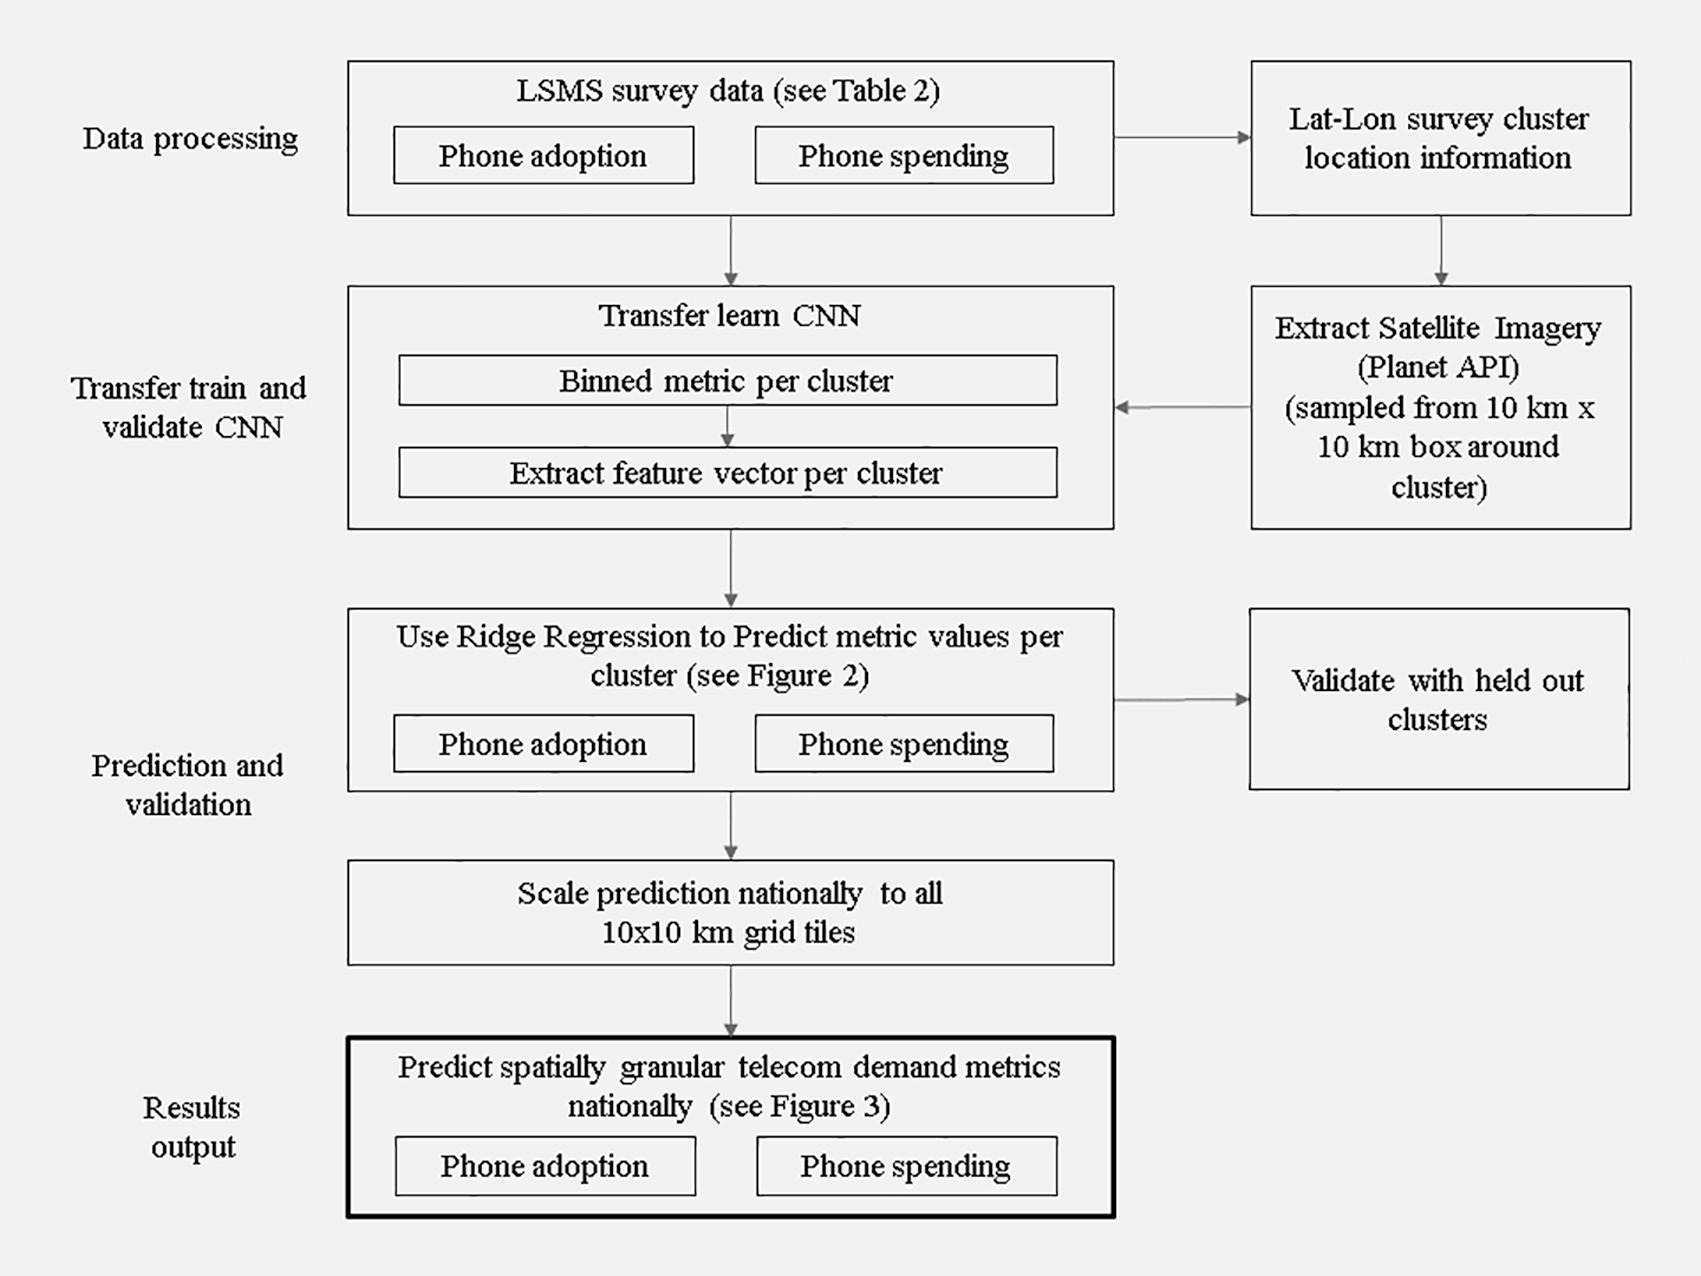 Data processing
LSMS survey data (see Table 2)
Phone adoption
Phone spending
Lat-Lon survey cluster
location information
Transfer train and
validate CNN
Transfer learn CNN
Binned metric per cluster
Extract feature vector per cluster
Extract Satellite Imagery
(Planet API)
(sampled from 10 km x
10 km box around
cluster)
Prediction and
validation
Use Ridge Regression to Predict metric values per
cluster (see Figure 2)
Phone adoption
Phone spending
Validate with held out
clusters
Scale prediction nationally to all
10x10 km grid tiles
Results
output
Predict spatially granular telecom demand metrics
nationally (see Figure 3)
Phone adoption
Phone spending